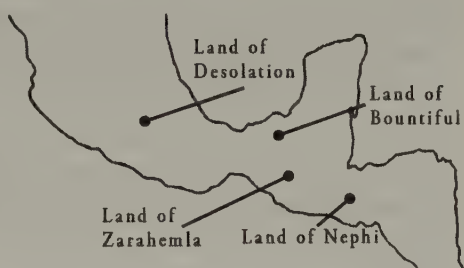 Land of
Desolation
Land of
Bountiful
Land of
Zarahemla
Land of Nephi